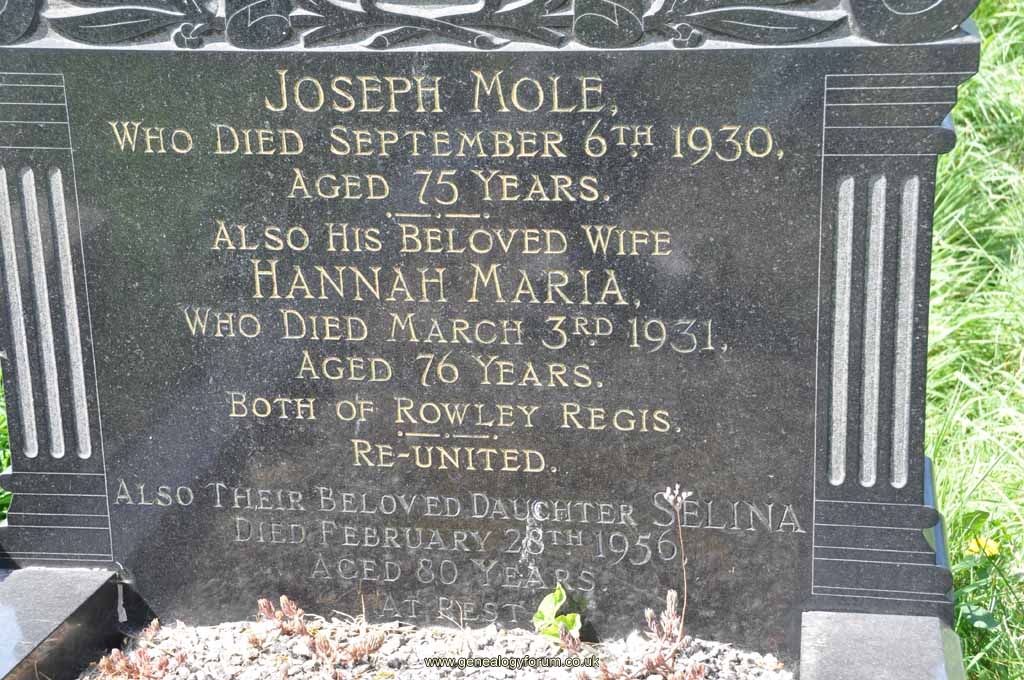 JOSEPH MOLE,
WHO DIED SEPTEMBER 6TH 1930,
AGED 75 YEARS.
ALSO HIS BELOVED WIFE
HANNAH MARIA,
WHO DIED MARCH 3RD 1931,
AGED 76 YEARS.
BOTH OF ROWLEY REGIS.
RE-UNITED.
ALSO THEIR BELOVED DAUGHTER SELINA
DIED FEBRUARY 28TH 1956
AGED 80 YEARS
AT REST
www.genealogyforum.co.uk